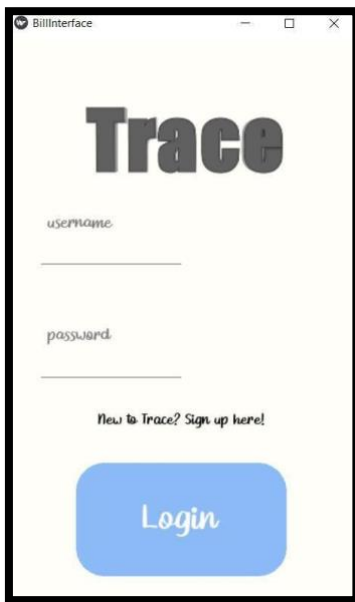 BillInterface
Trace
username
password
New to Trace? Sign up here!
Login